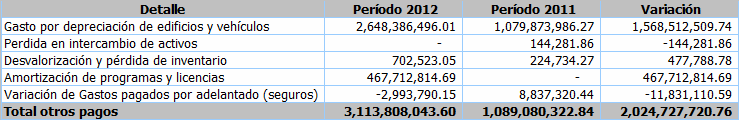 Detalle Período 2012 Período 2011 Variación
Gasto por depreciación de edificios y vehículos 2,648,386,496.01 1,079,873,986.27 1,568,512,509.74
Perdida en intercambio de activos - 144,281.86 -144,281.86
Desvalorización y pérdida de inventario 702,523.05 224,734.27 477,788.78
Amortización de programas y licencias 467,712,814.69 - 467,712,814.69
Variación de Gastos pagados por adelantado (seguros) -2,993,790.15 8,837,320.44 -11,831,110.59
Total otros pagos 3,113,808,043.60 1,089,080,322.84 2,024,727,720.76